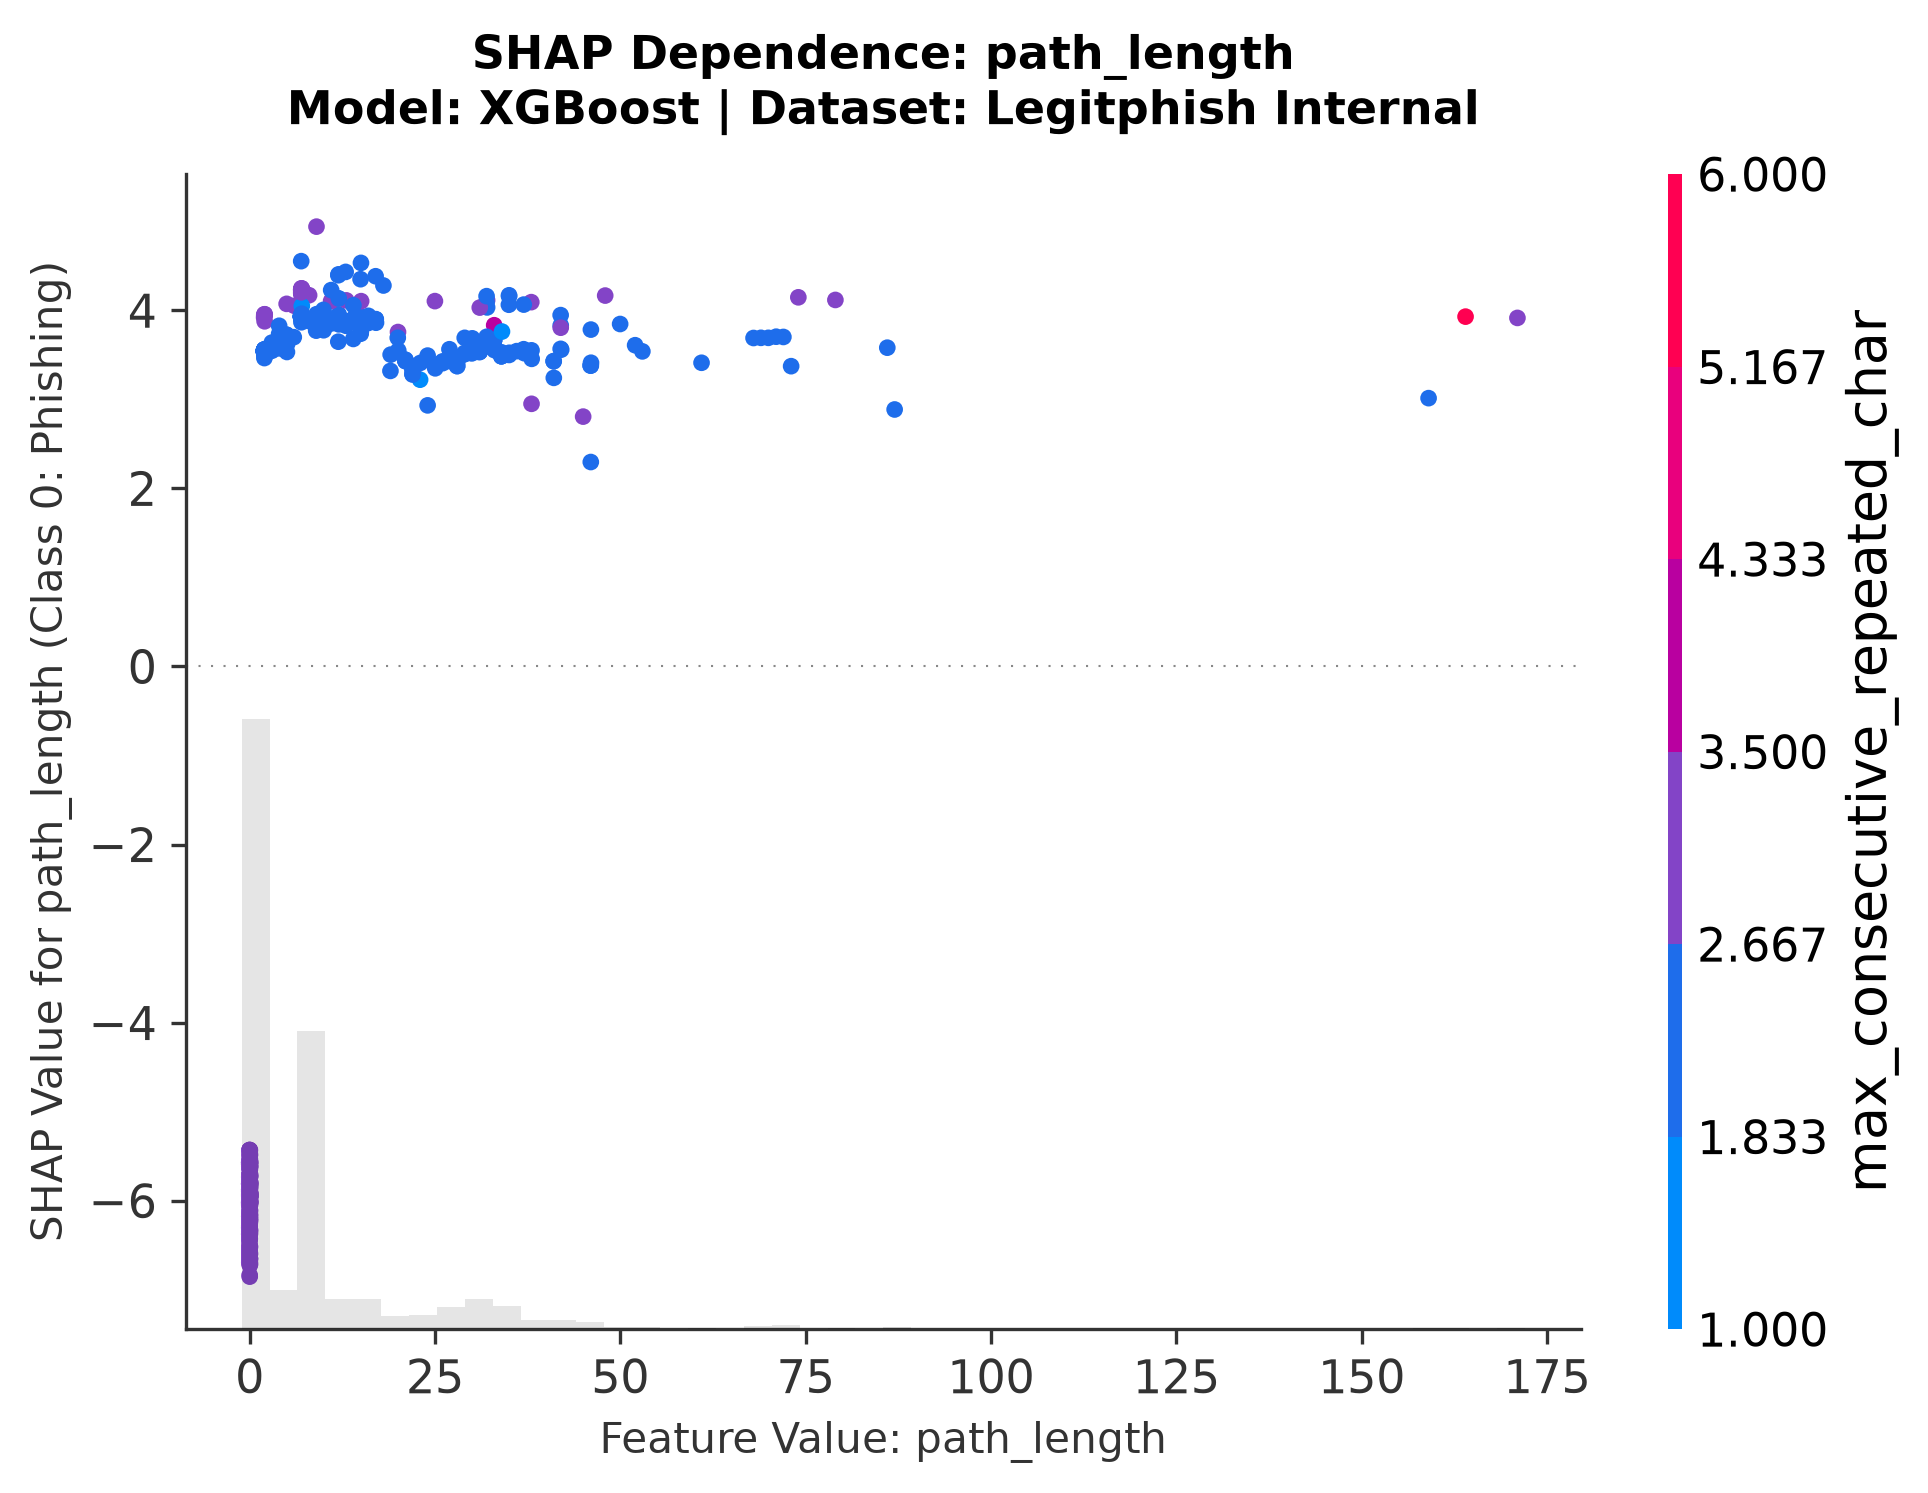 SHAP Dependence: path_length
Model: XGBoost | Dataset: Legitphish Internal
SHAP Value for path_length (Class 0: Phishing)
4
2
0
−2
−4
−6
0 25 50 75 100 125 150 175
Feature Value: path_length
6.000
5.167
4.333
3.500
2.667
1.833
1.000
max_consecutive_repeated_char